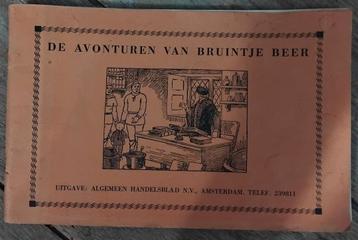 DE AVONTUREN VAN BRUINTJE BEER
UITGAVE: ALGEMEEN HANDELSBLAD N.V., AMSTERDAM. TELEF. 239811